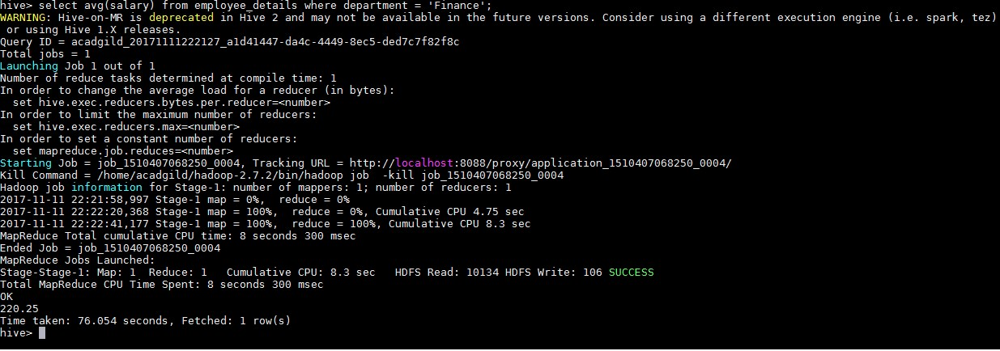 hive> select avg(salary) from employee_details where department = 'Finance';
WARNING: Hive-on-MR is deprecated in Hive 2 and may not be available in the future versions. Consider using a different execution engine (i.e. spark, tez)
 or using Hive 1.X releases.
Query ID = acadgild_20171111222127_a1d41447-da4c-4449-8ec5-ded7c7f82f8c
Total jobs = 1
Launching Job 1 out of 1
Number of reduce tasks determined at compile time: 1
In order to change the average load for a reducer (in bytes):
  set hive.exec.reducers.bytes.per.reducer=<number>
In order to limit the maximum number of reducers:
  set hive.exec.reducers.max=<number>
In order to set a constant number of reducers:
  set mapreduce.job.reduces=<number>
Starting Job = job_1510407068250_0004, Tracking URL = http://localhost:8088/proxy/application_1510407068250_0004/
Kill Command = /home/acadgild/hadoop-2.7.2/bin/hadoop job  -kill job_1510407068250_0004
Hadoop job information for Stage-1: number of mappers: 1; number of reducers: 1
2017-11-11 22:21:58,997 Stage-1 map = 0%,  reduce = 0%
2017-11-11 22:22:20,368 Stage-1 map = 100%,  reduce = 0%, Cumulative CPU 4.75 sec
2017-11-11 22:22:41,177 Stage-1 map = 100%,  reduce = 100%, Cumulative CPU 8.3 sec
MapReduce Total cumulative CPU time: 8 seconds 300 msec
Ended Job = job_1510407068250_0004
MapReduce Jobs Launched:
Stage-Stage-1: Map: 1  Reduce: 1   Cumulative CPU: 8.3 sec   HDFS Read: 10134 HDFS Write: 106 SUCCESS
Total MapReduce CPU Time Spent: 8 seconds 300 msec
OK
220.25
Time taken: 76.054 seconds, Fetched: 1 row(s)
hive>